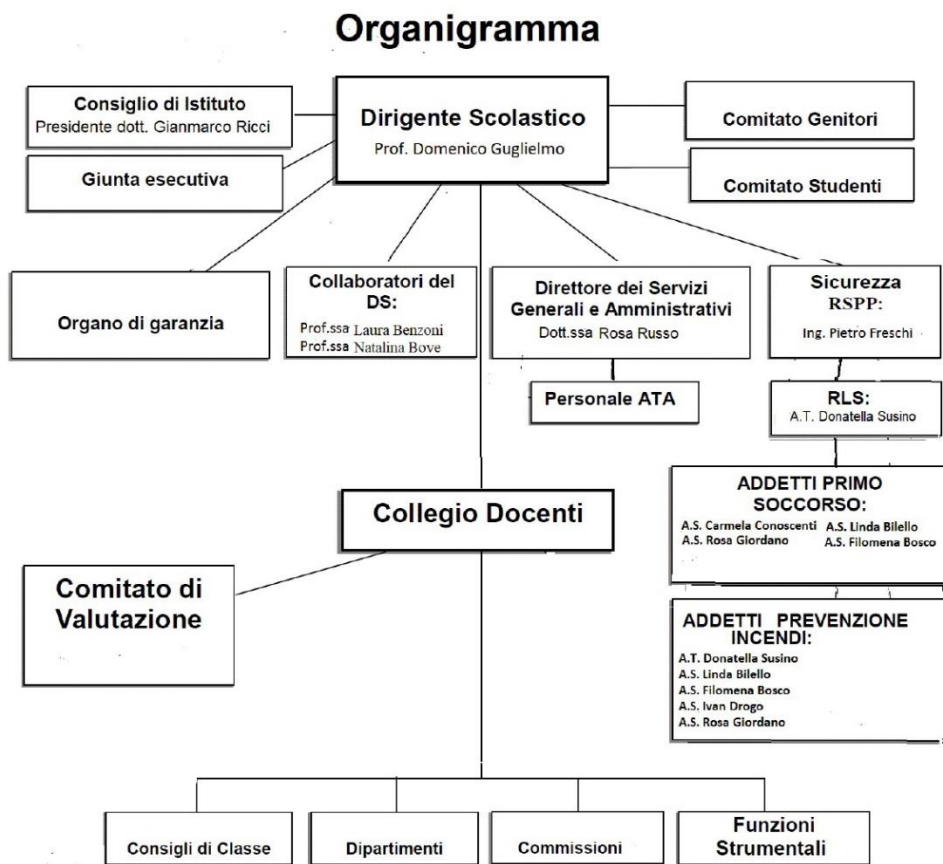 Organigramma
Consiglio di Istituto
Presidente dott. Gianmarco Ricci
Giunta esecutiva
Dirigente Scolastico
Prof. Domenico Guglielmo
Comitato Genitori
Comitato Studenti
Organo di garanzia
Collaboratori del
DS:
Prof.ssa Laura Benzoni
Prof.ssa Natalina Bove
Direttore dei Servizi
Generali e Amministrativi
Dott.ssa Rosa Russo
Personale ATA
Sicurezza
RSPP:
Ing. Pietro Freschi
RLS:
A.T. Donatella Susino
ADDETTI PRIMO
SOCCORSO:
A.S. Carmela Conoscenti A.S. Linda Bilello
A.S. Rosa Giordano A.S. Filomena Bosco
ADDETTI PREVENZIONE
INCENDI:
A.T. Donatella Susino
A.S. Linda Bilello
A.S. Filomena Bosco
A.S. Ivan Drogo
A.S. Rosa Giordano
Collegio Docenti
Comitato di
Valutazione
Consigli di Classe
Dipartimenti
Commissioni
Funzioni
Strumentali